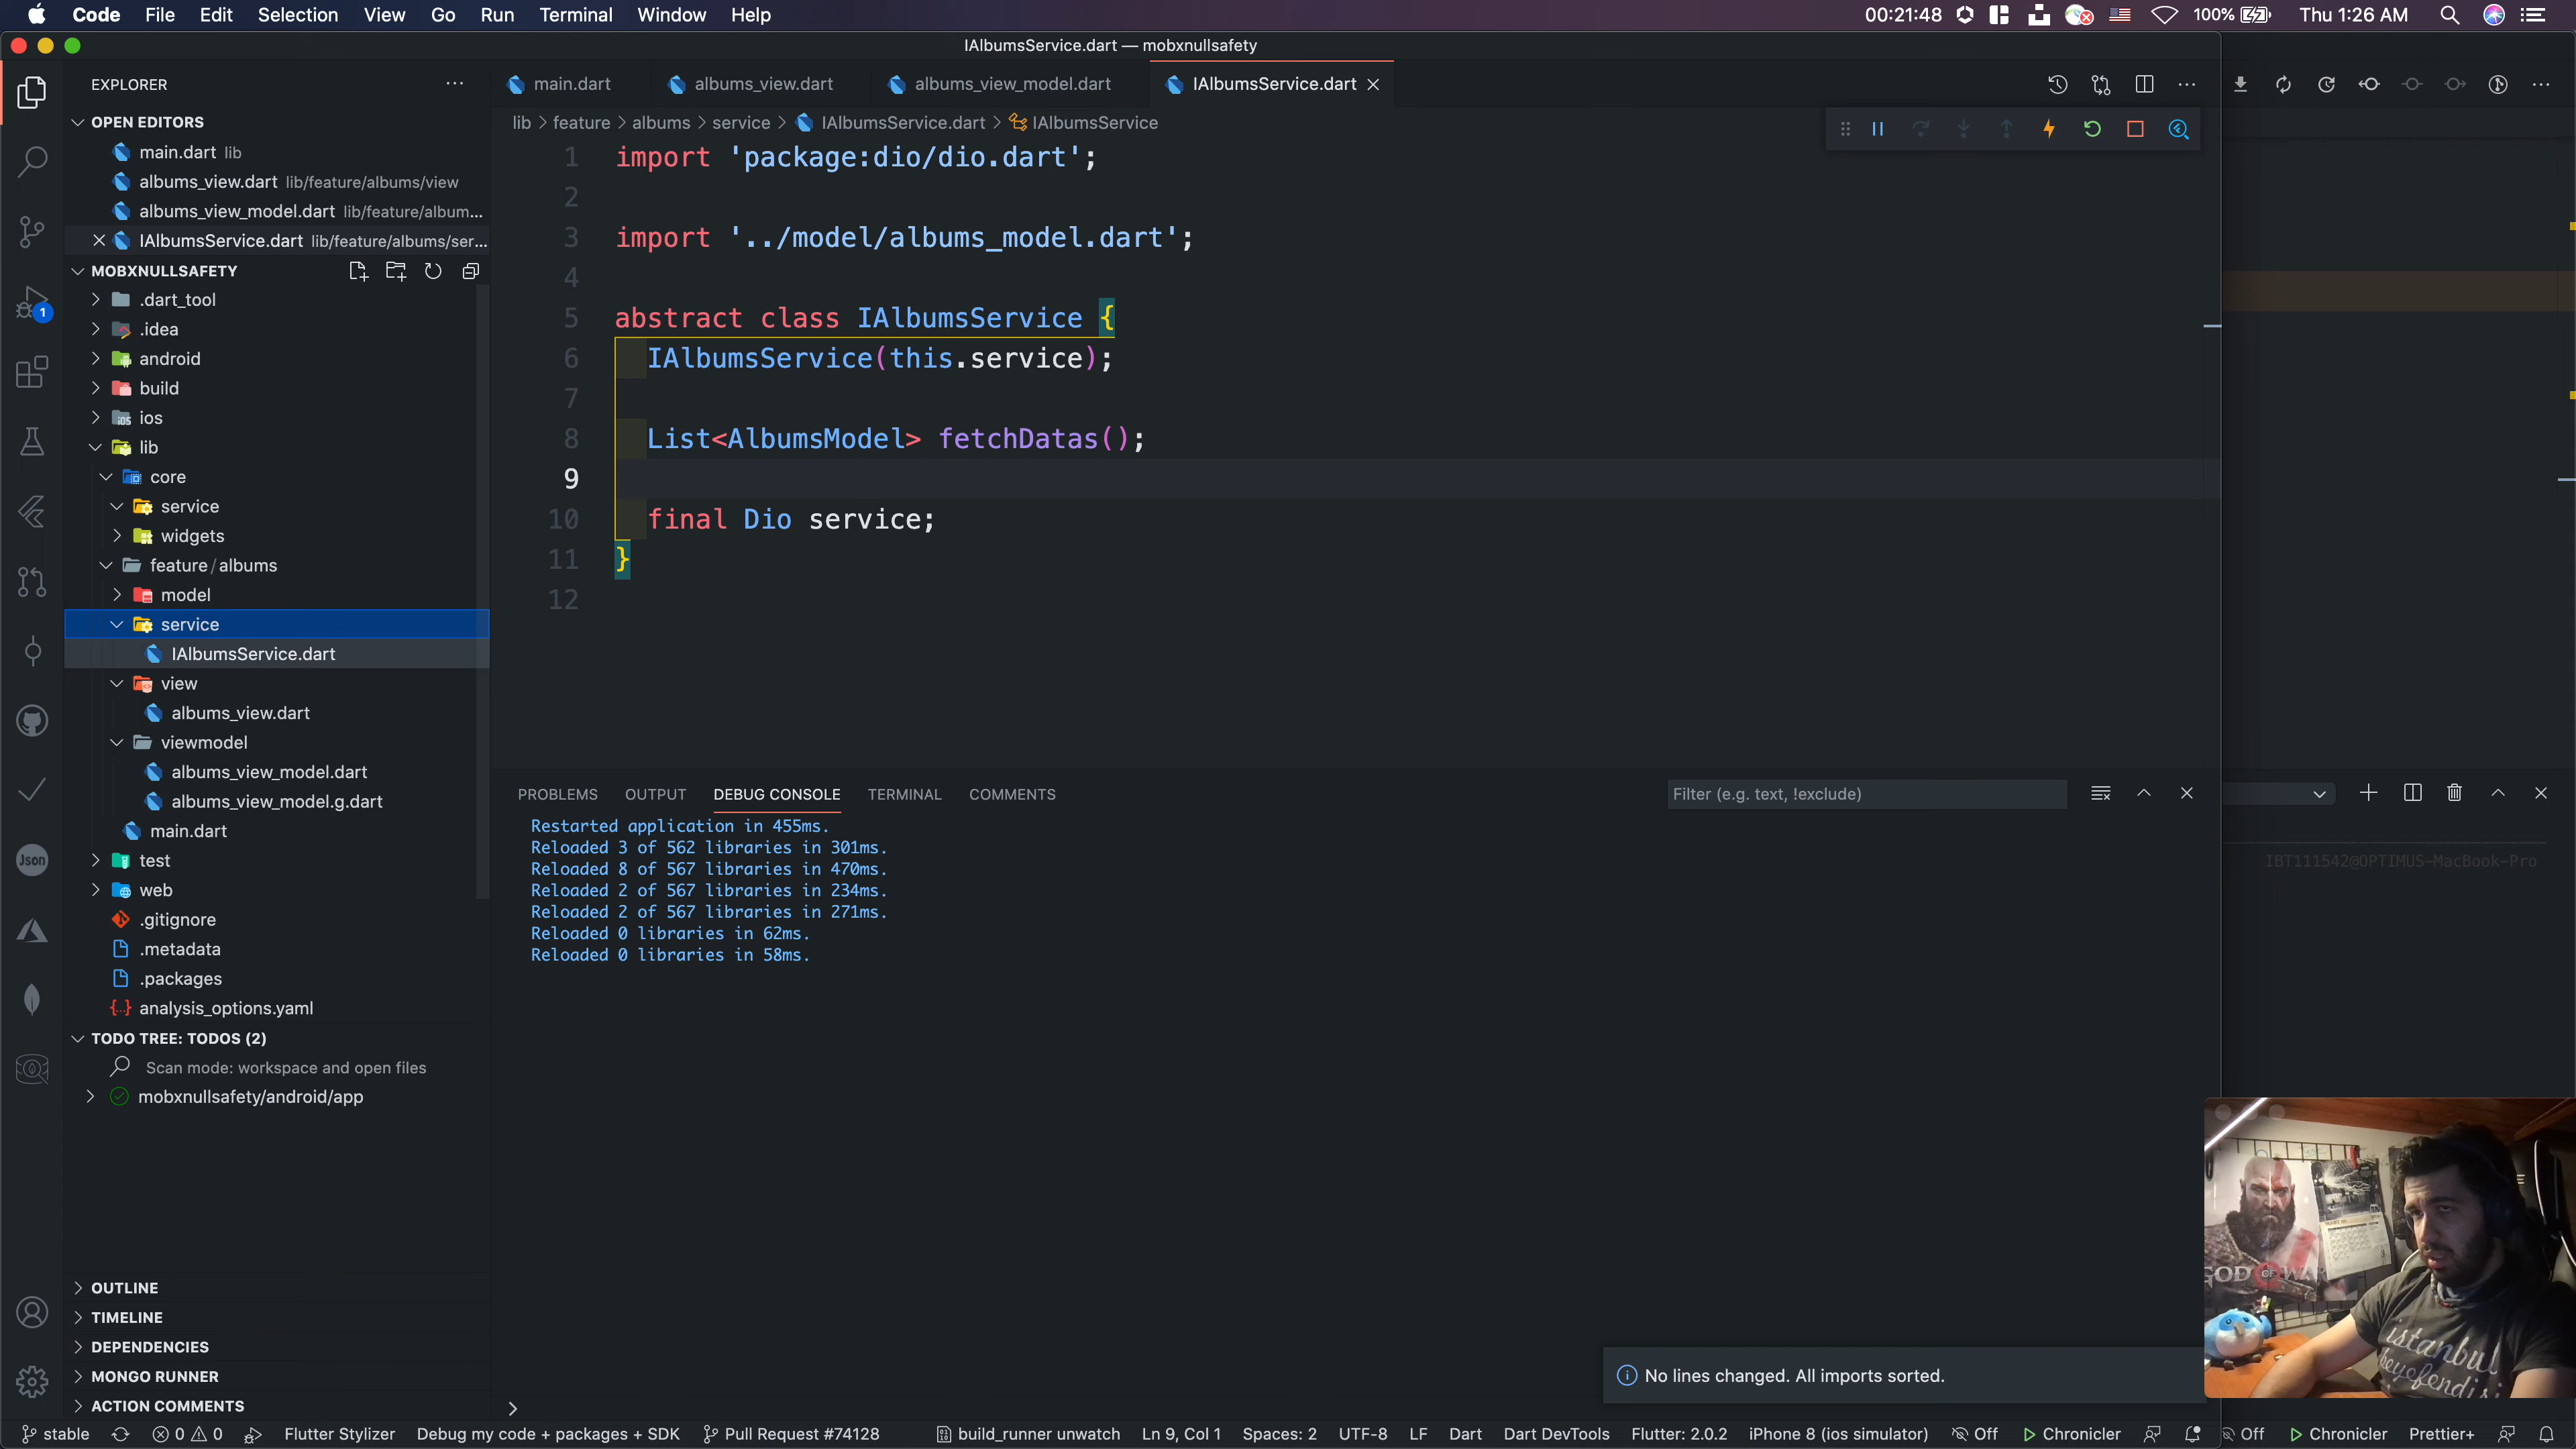 Code File Edit Selection View Go Run Terminal Window Help 00:21:48 100% Thu 1:26 AM
IAlbumsService.dart — mobxnullsafety
EXPLORER
main.dart albums_view.dart albums_view_model.dart IAlbumsService.dart
OPEN EDITORS
main.dart lib
albums_view.dart lib/feature/albums/view
albums_view_model.dart lib/feature/album...
IAlbumsService.dart lib/feature/albums/ser...
MOBXNULLSAFETY
.dart_tool
.idea
android
build
ios
lib
core
service
widgets
feature/albums
model
service
IAlbumsService.dart
view
albums_view.dart
viewmodel
albums_view_model.dart
albums_view_model.g.dart
main.dart
test
web
.gitignore
.metadata
.packages
analysis_options.yaml
TODO TREE: TODOS (2)
Scan mode: workspace and open files
mobxnullsafety/android/app
OUTLINE
TIMELINE
DEPENDENCIES
MONGO RUNNER
ACTION COMMENTS
1
Json
lib > feature > albums > service > IAlbumsService.dart > IAlbumsService
1 import 'package:dio/dio.dart';
2
3 import '../model/albums_model.dart';
4
5 abstract class IAlbumsService {
6 IAlbumsService(this.service);
7
8 List<AlbumsModel> fetchDatas();
9
10 final Dio service;
11 }
12
PROBLEMS OUTPUT DEBUG CONSOLE TERMINAL COMMENTS Filter (e.g. text, !exclude)
Restarted application in 455ms.
Reloaded 3 of 562 libraries in 301ms.
Reloaded 8 of 567 libraries in 470ms.
Reloaded 2 of 567 libraries in 234ms.
Reloaded 2 of 567 libraries in 271ms.
Reloaded 0 libraries in 62ms.
Reloaded 0 libraries in 58ms.
IBT111542@OPTIMUS-MacBook-Pro
GOD OF WAR
istanbul
beyefendisi
No lines changed. All imports sorted.
stable 0 0 Flutter Stylizer Debug my code + packages + SDK Pull Request #74128 build_runner unwatch Ln 9, Col 1 Spaces: 2 UTF-8 LF Dart Dart DevTools Flutter: 2.0.2 iPhone 8 (ios simulator) Off Chronicler Off Chronicler Prettier+